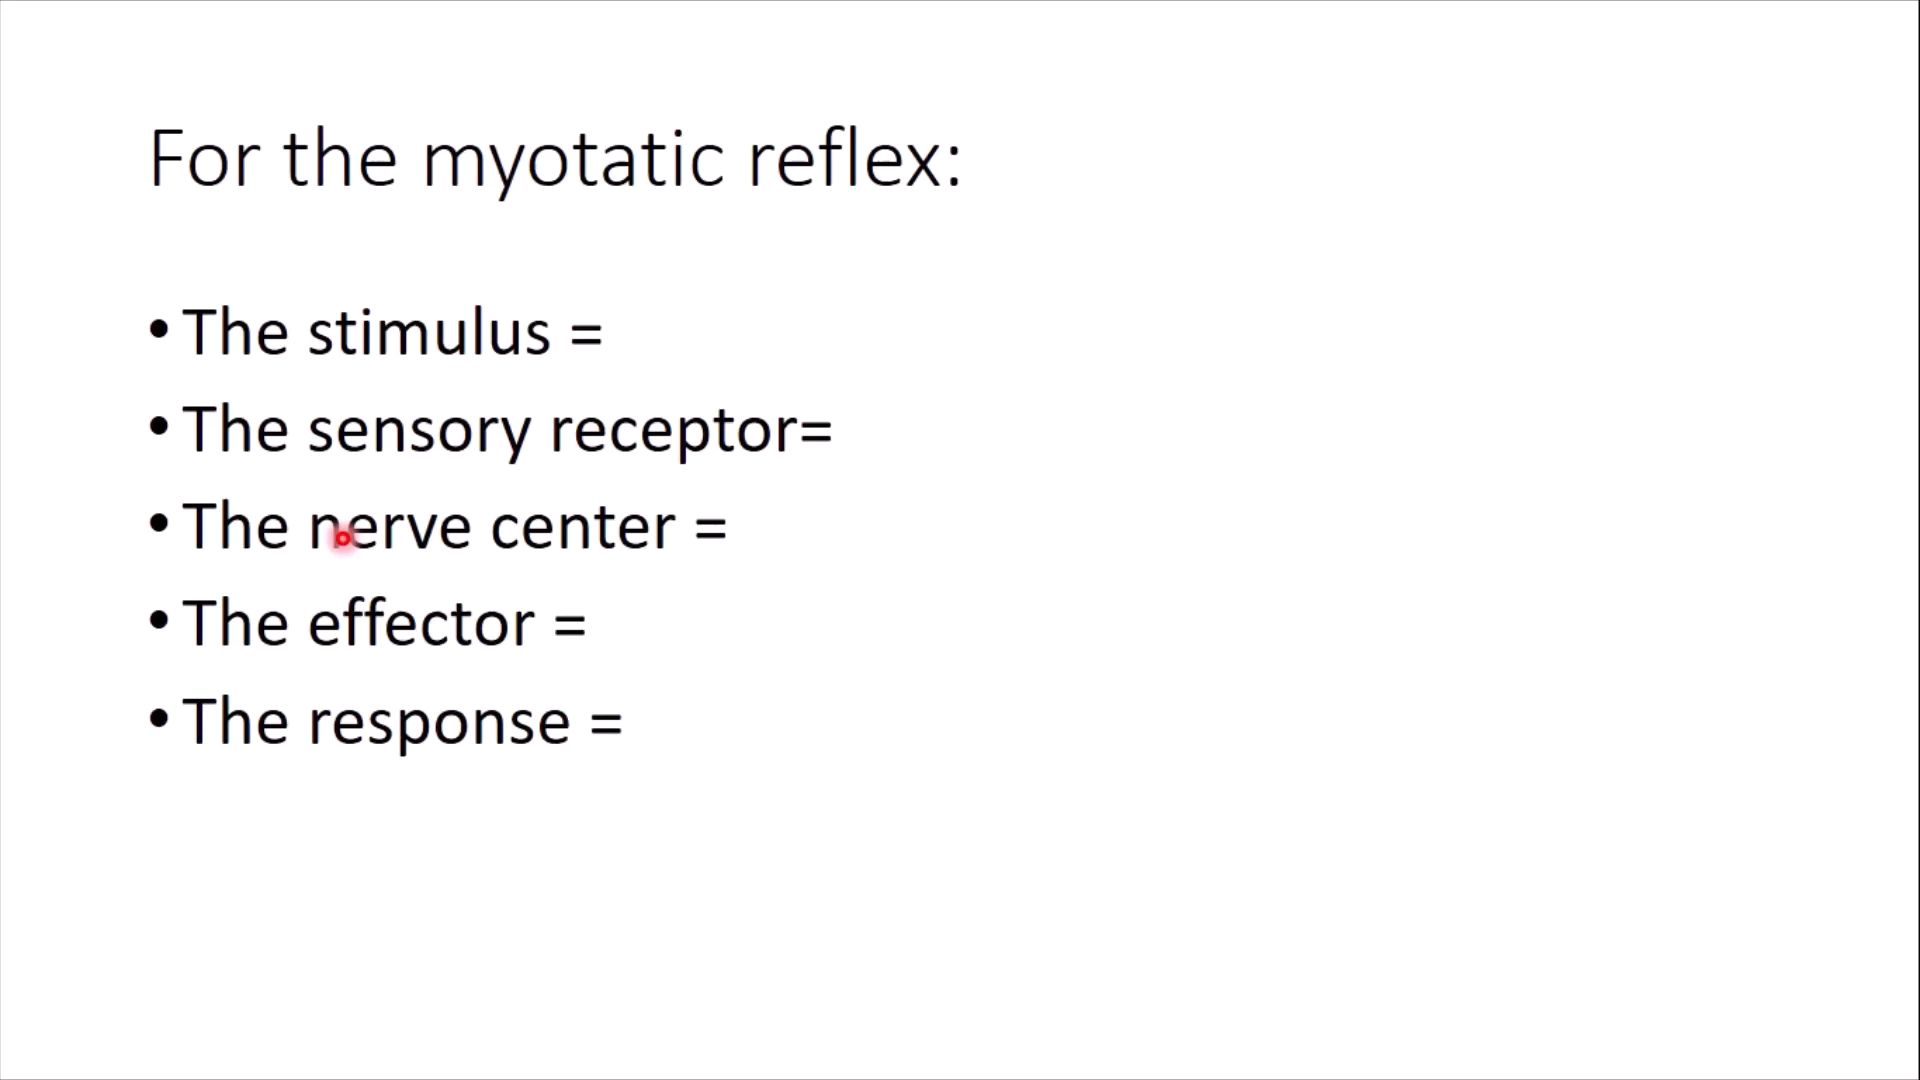 For the myotatic reflex:
• The stimulus =
• The sensory receptor=
• The nerve center =
• The effector =
• The response =